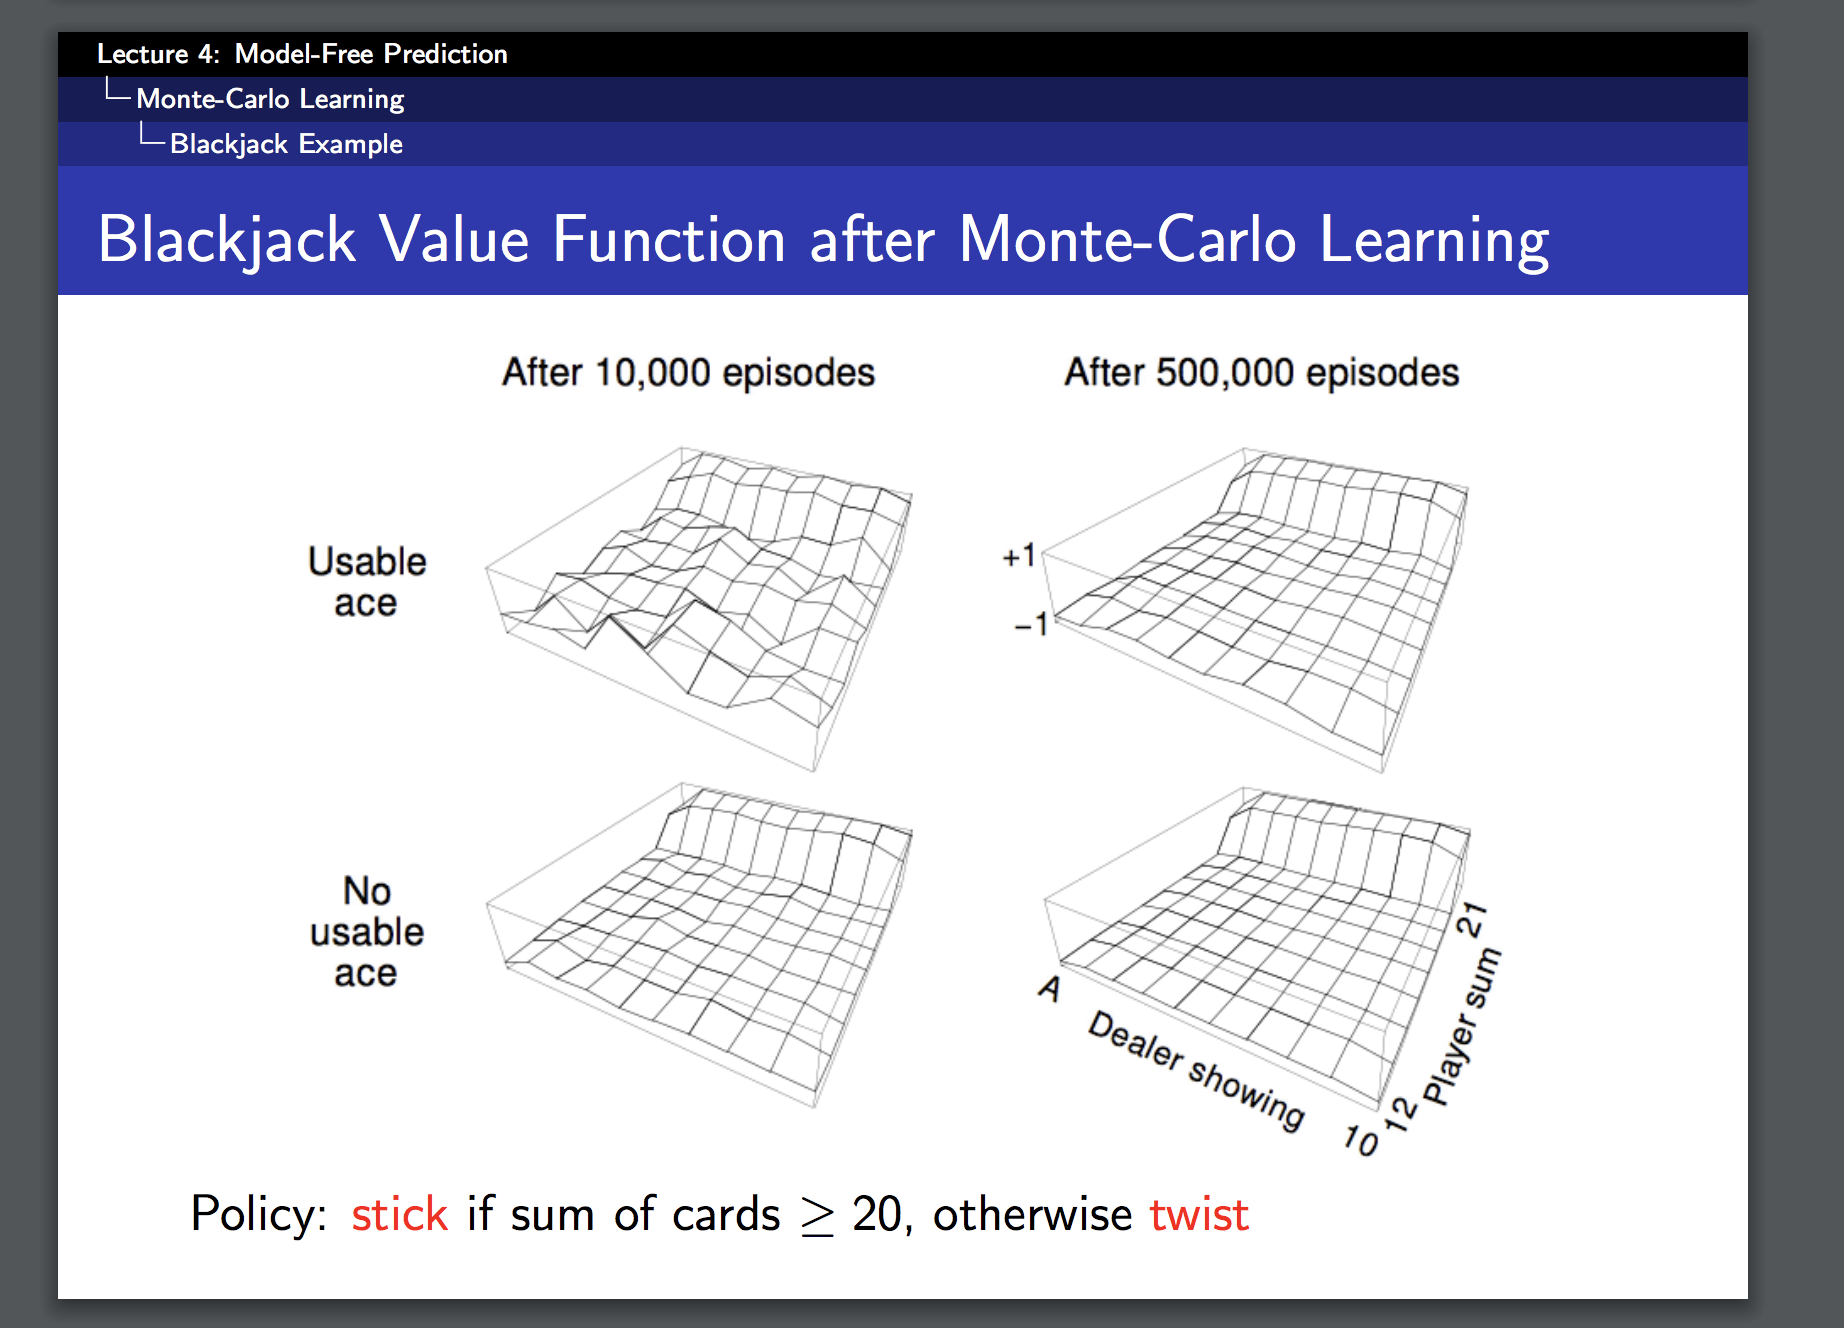 Lecture 4: Model-Free Prediction
Monte-Carlo Learning
Blackjack Example
Blackjack Value Function after Monte-Carlo Learning
After 10,000 episodes
After 500,000 episodes
Usable
ace
+1
−1
No
usable
ace
A
Dealer showing
10
12
Player sum
21
Policy: stick if sum of cards ≥ 20, otherwise twist